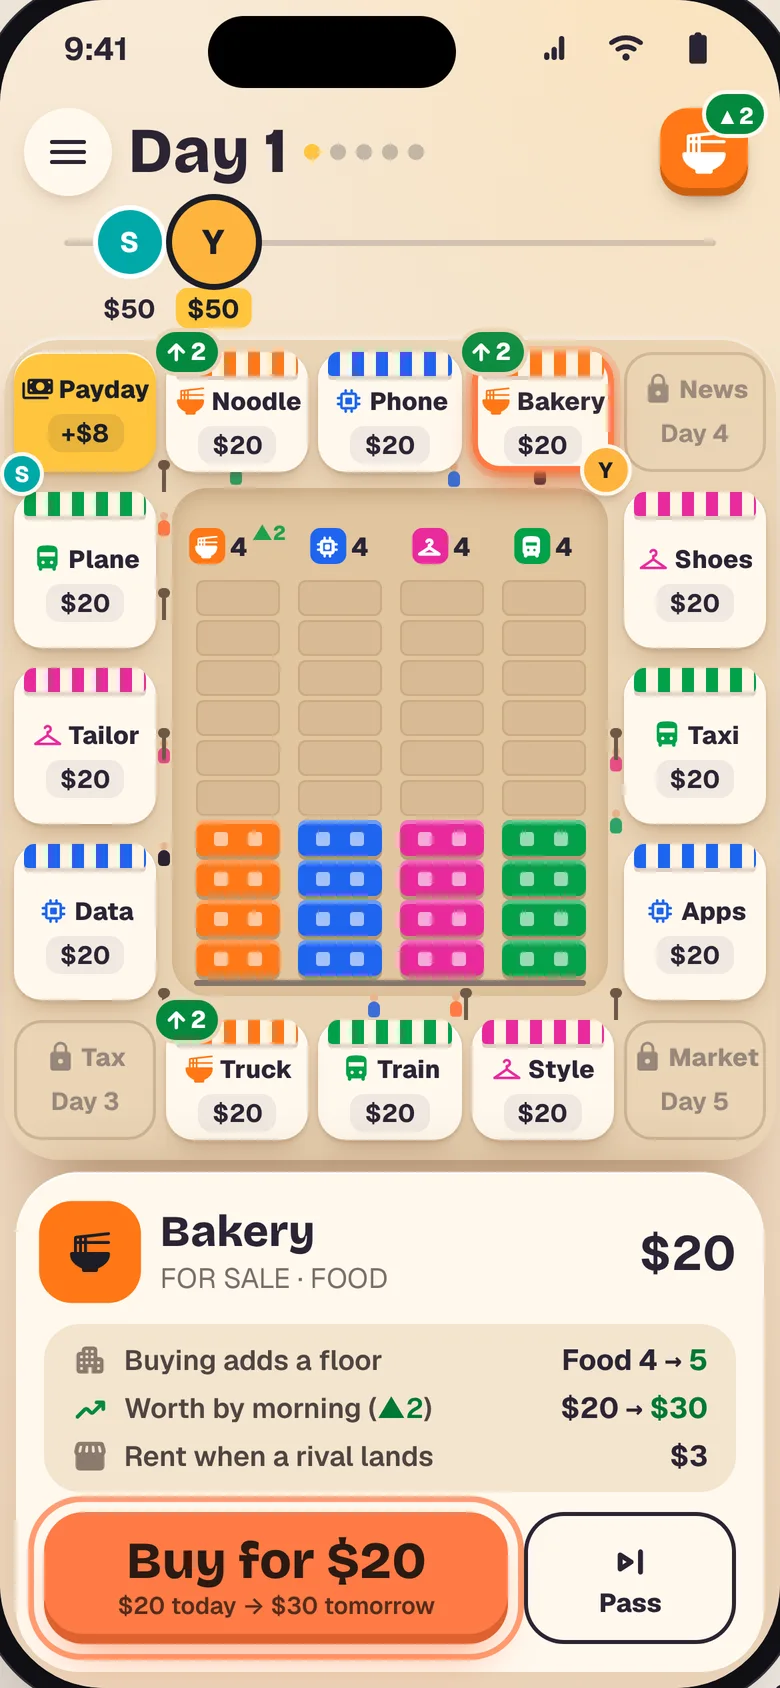 9:41
Day 1
▲2
S
Y
$50
$50
↑2
↑2
Payday
+$8
Noodle
$20
Phone
$20
Bakery
$20
News
Day 4
S
Y
Plane
$20
4 ▲2
4
4
4
Shoes
$20
Tailor
$20
Taxi
$20
Data
$20
Apps
$20
↑2
Tax
Day 3
Truck
$20
Train
$20
Style
$20
Market
Day 5
Bakery
FOR SALE · FOOD
$20
Buying adds a floor
Food 4 → 5
Worth by morning (▲2)
$20 → $30
Rent when a rival lands
$3
Buy for $20
$20 today → $30 tomorrow
Pass